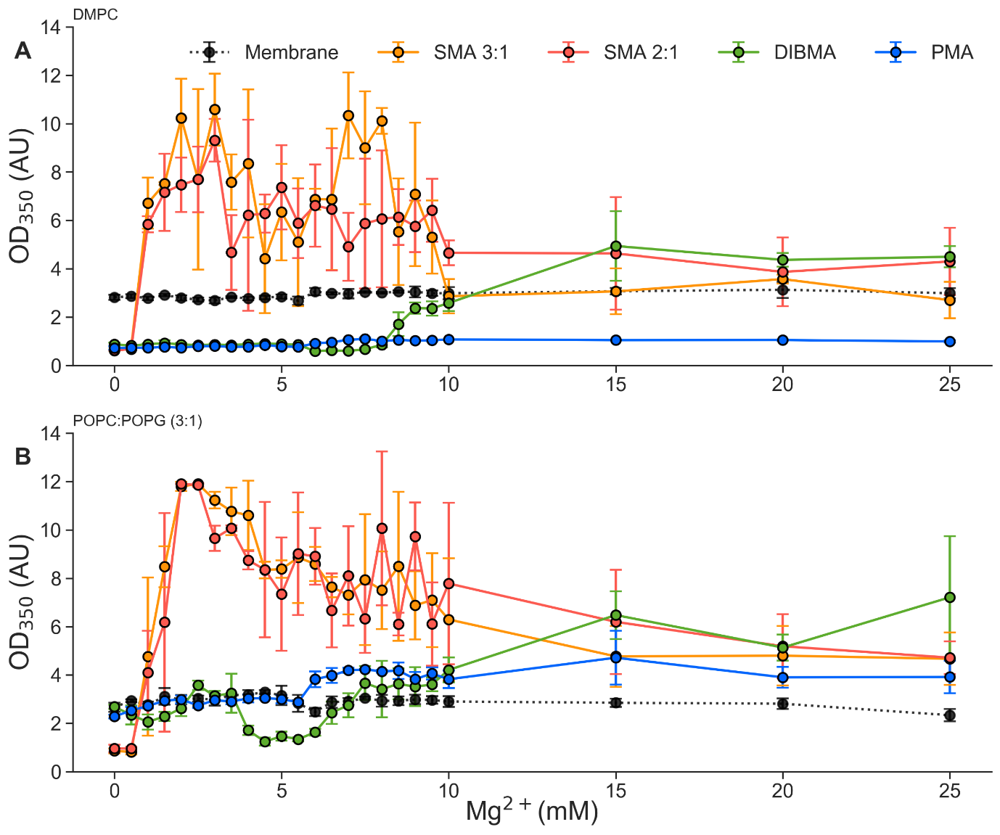 DMPC
A
Membrane SMA 3:1 SMA 2:1 DIBMA PMA
14
12
10
8
6
4
2
0
OD₃₅₀ (AU)
0 5 10 15 20 25
POPC:POPG (3:1)
B
14
12
10
8
6
4
2
0
OD₃₅₀ (AU)
0 5 10 15 20 25
Mg²⁺ (mM)